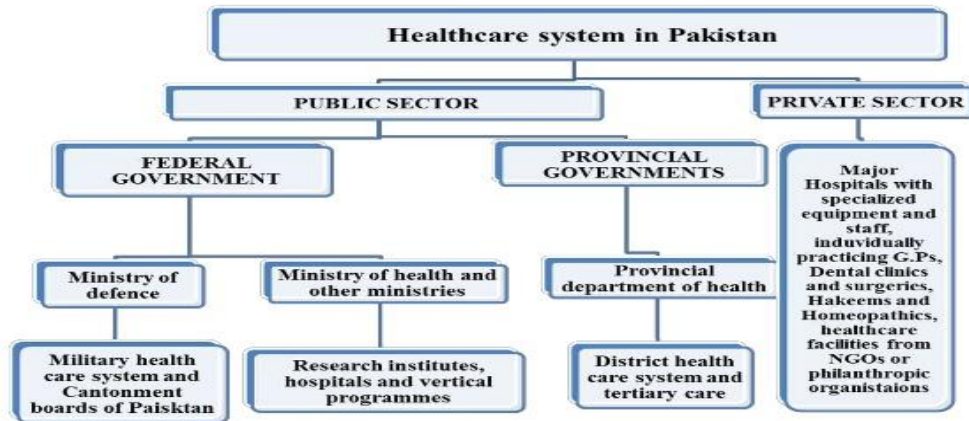 Healthcare system in Pakistan
PUBLIC SECTOR
PRIVATE SECTOR
FEDERAL
GOVERNMENT
PROVINCIAL
GOVERNMENTS
Major
Hospitals with
specialized
equipment and
staff,
induvidually
practicing G.Ps,
Dental clinics
and surgeries,
Hakeems and
Homeopathics,
healthcare
facilities from
NGOs or
philanthropic
organistaions
Ministry of
defence
Ministry of health and
other ministries
Provincial
department of health
Military health
care system and
Cantonment
boards of Paisktan
Research institutes,
hospitals and vertical
programmes
District health
care system and
tertiary care